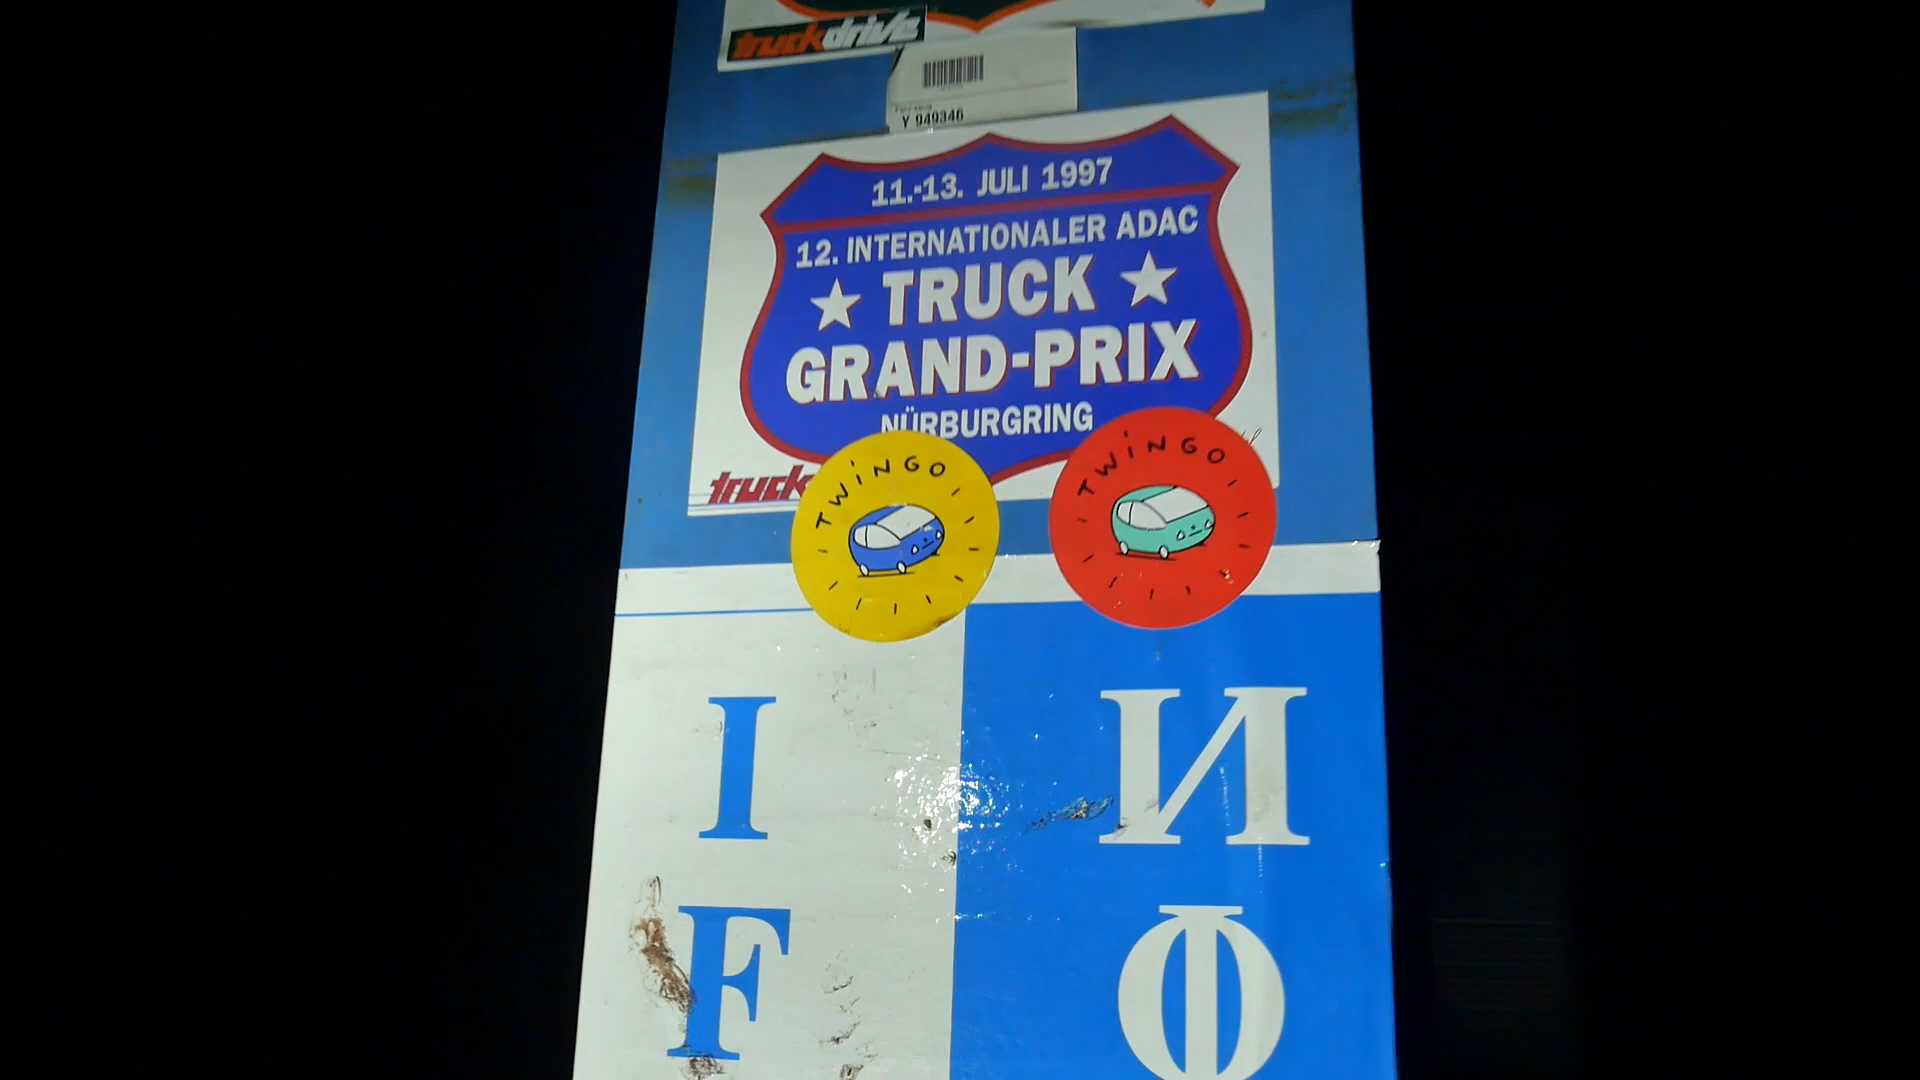 truckdrive
Y 949346
11.-13. JULI 1997
12. INTERNATIONALER ADAC
TRUCK
GRAND-PRIX
NÜRBURGRING
truck
TWINGO
TWINGO
I И
F Ф